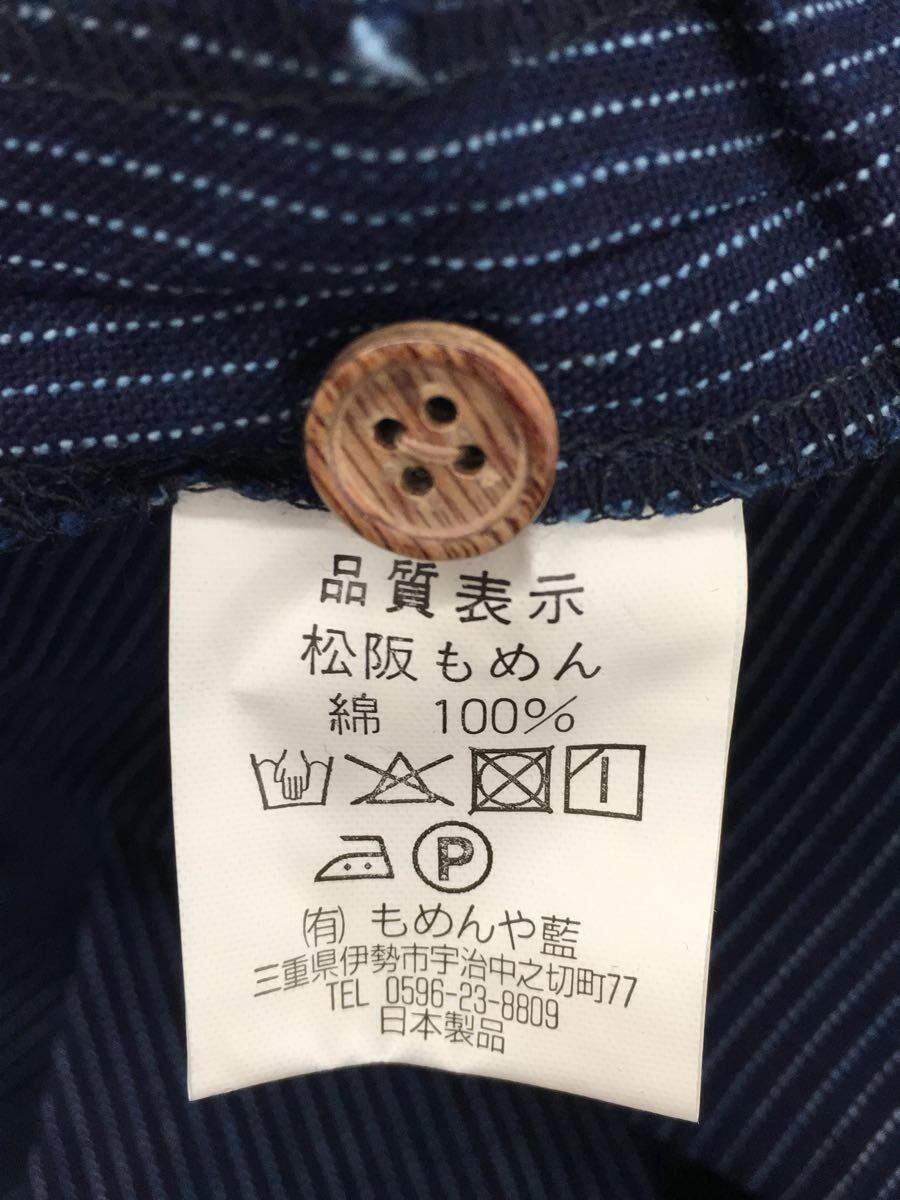 品質表示
松阪もめん
綿 100%
P
(有) もめんや藍
三重県伊勢市宇治中之切町77
TEL 0596-23-8809
日本製品